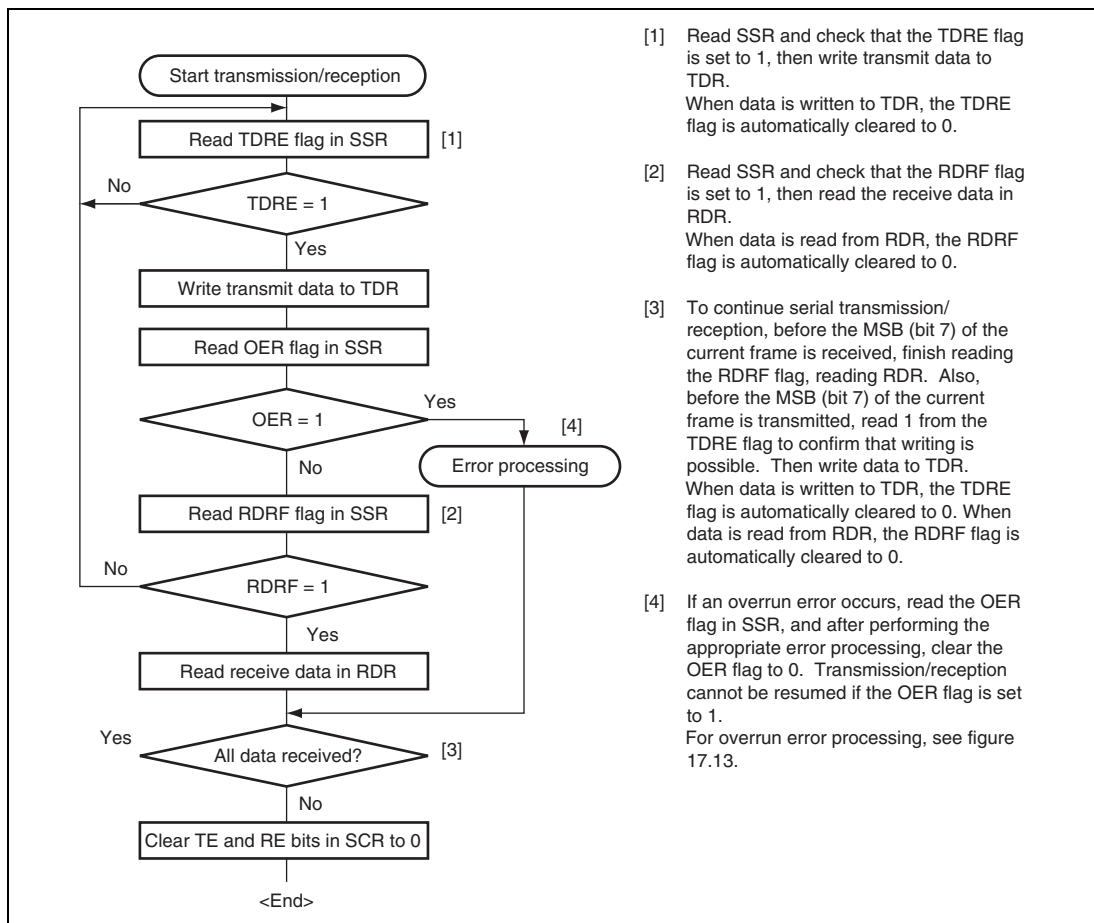 Start transmission/reception
Read TDRE flag in SSR
[1]
No
TDRE = 1
Yes
Write transmit data to TDR
Read OER flag in SSR
OER = 1
Yes
[4]
Error processing
No
Read RDRF flag in SSR
[2]
No
RDRF = 1
Yes
Read receive data in RDR
Yes
All data received?
[3]
No
Clear TE and RE bits in SCR to 0
<End>
[1] Read SSR and check that the TDRE flag
is set to 1, then write transmit data to
TDR.
When data is written to TDR, the TDRE
flag is automatically cleared to 0.
[2] Read SSR and check that the RDRF flag
is set to 1, then read the receive data in
RDR.
When data is read from RDR, the RDRF
flag is automatically cleared to 0.
[3] To continue serial transmission/
reception, before the MSB (bit 7) of the
current frame is received, finish reading
the RDRF flag, reading RDR. Also,
before the MSB (bit 7) of the current
frame is transmitted, read 1 from the
TDRE flag to confirm that writing is
possible. Then write data to TDR.
When data is written to TDR, the TDRE
flag is automatically cleared to 0. When
data is read from RDR, the RDRF flag is
automatically cleared to 0.
[4] If an overrun error occurs, read the OER
flag in SSR, and after performing the
appropriate error processing, clear the
OER flag to 0. Transmission/reception
cannot be resumed if the OER flag is set
to 1.
For overrun error processing, see figure
17.13.